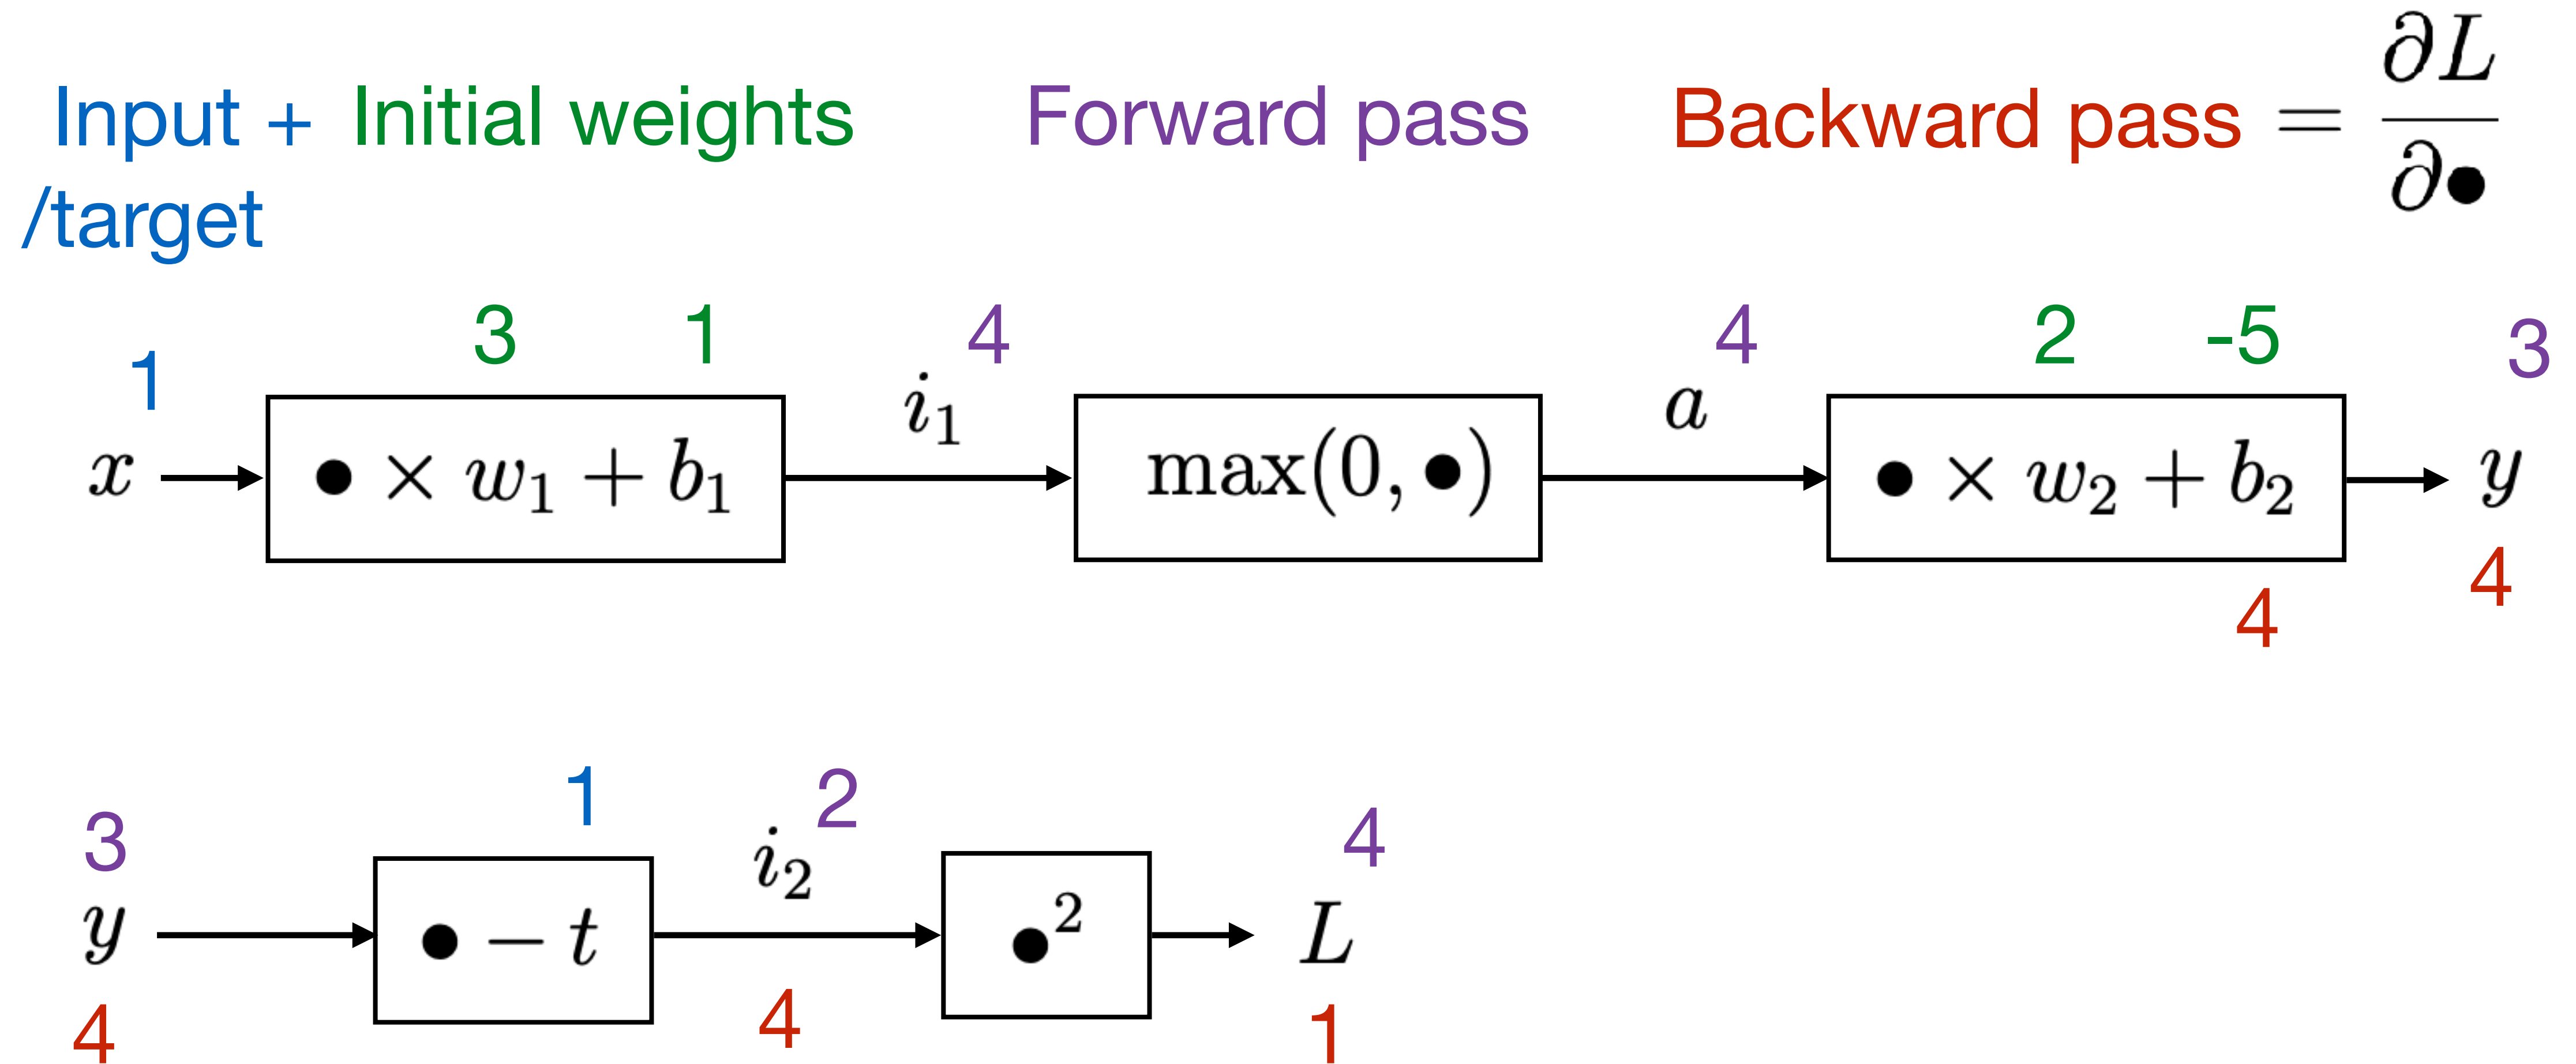 Input + Initial weights Forward pass Backward pass = ∂L/∂●
/target
3 1 4 4 2 -5 3
1
x ● × w₁ + b₁ i₁ max(0, ●) a ● × w₂ + b₂ y
4 4
1 2 4
3
y ● − t i₂ ●² L
4 4 1